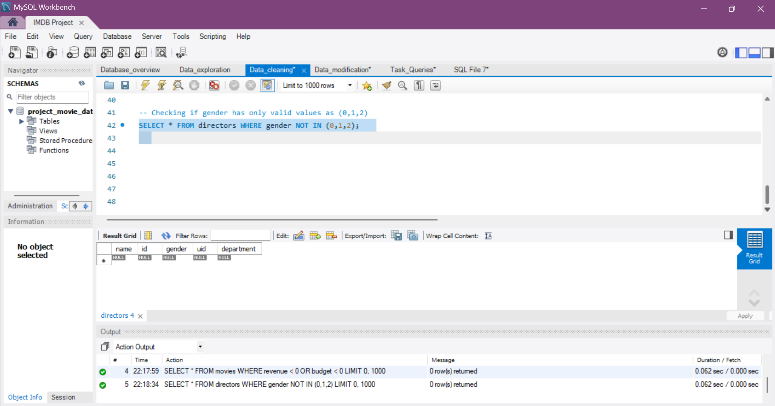 MySQL Workbench
IMDB Project ×
File Edit View Query Database Server Tools Scripting Help
Navigator
Database_overview Data_exploration Data_cleaning* × Data_modification* Task_Queries* SQL File 7*
SCHEMAS
Limit to 1000 rows
Filter objects
project_movie_dat
Tables
Views
Stored Procedure
Functions
40
41 -- Checking if gender has only valid values as (0,1,2)
42 SELECT * FROM directors WHERE gender NOT IN (0,1,2);
43
44
45
46
47
48
Administration Sc
Information
No object
selected
Result Grid Filter Rows: Edit: Export/Import: Wrap Cell Content:
name id gender uid department
NULL NULL NULL NULL NULL
Result
Grid
directors 4 ×
Apply
Output
Action Output
# Time Action Message Duration / Fetch
4 22:17:59 SELECT * FROM movies WHERE revenue < 0 OR budget < 0 LIMIT 0, 1000 0 row(s) returned 0.062 sec / 0.000 sec
5 22:18:34 SELECT * FROM directors WHERE gender NOT IN (0,1,2) LIMIT 0, 1000 0 row(s) returned 0.062 sec / 0.000 sec
Object Info Session